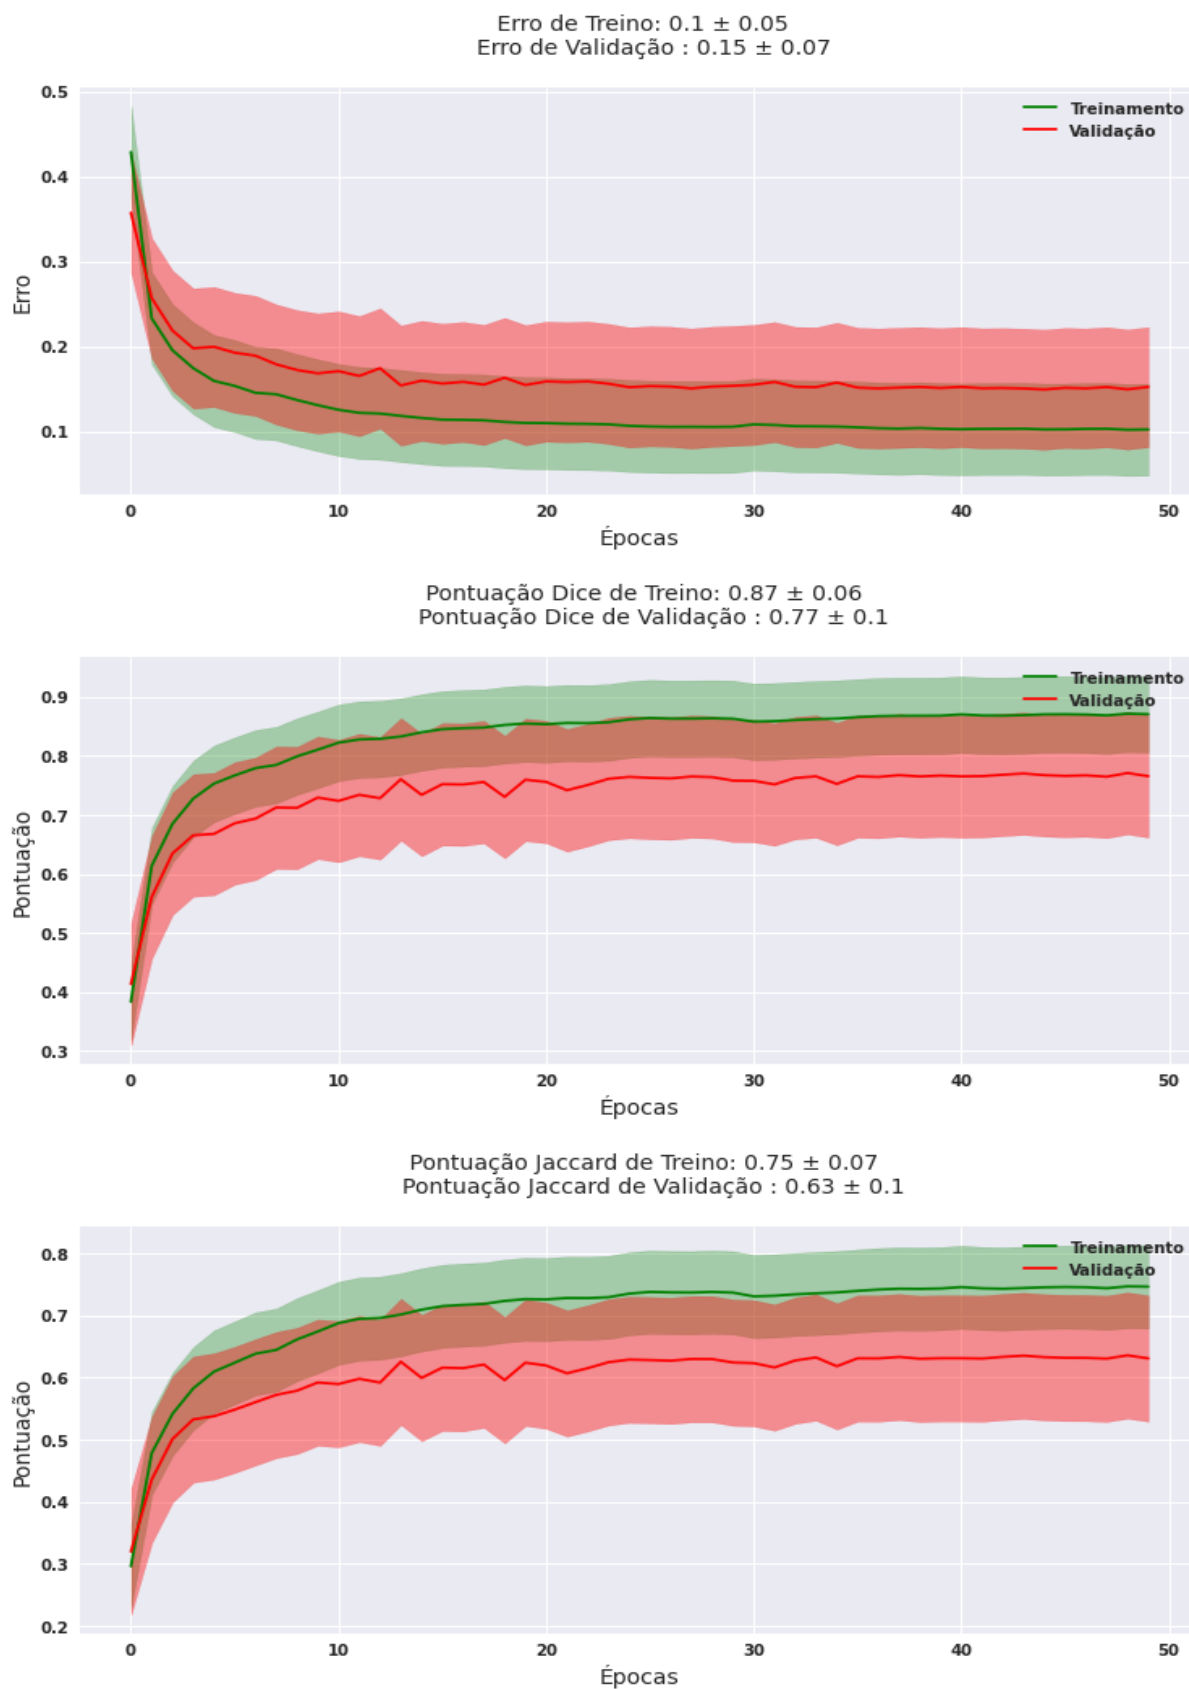 Erro de Treino: 0.1 ± 0.05
Erro de Validação : 0.15 ± 0.07
0.5
0.4
0.3
0.2
0.1
Erro
Treinamento
Validação
0 10 20 30 40 50
Épocas
Pontuação Dice de Treino: 0.87 ± 0.06
Pontuação Dice de Validação : 0.77 ± 0.1
0.9
0.8
0.7
0.6
0.5
0.4
0.3
Pontuação
Treinamento
Validação
0 10 20 30 40 50
Épocas
Pontuação Jaccard de Treino: 0.75 ± 0.07
Pontuação Jaccard de Validação : 0.63 ± 0.1
0.8
0.7
0.6
0.5
0.4
0.3
0.2
Pontuação
Treinamento
Validação
0 10 20 30 40 50
Épocas